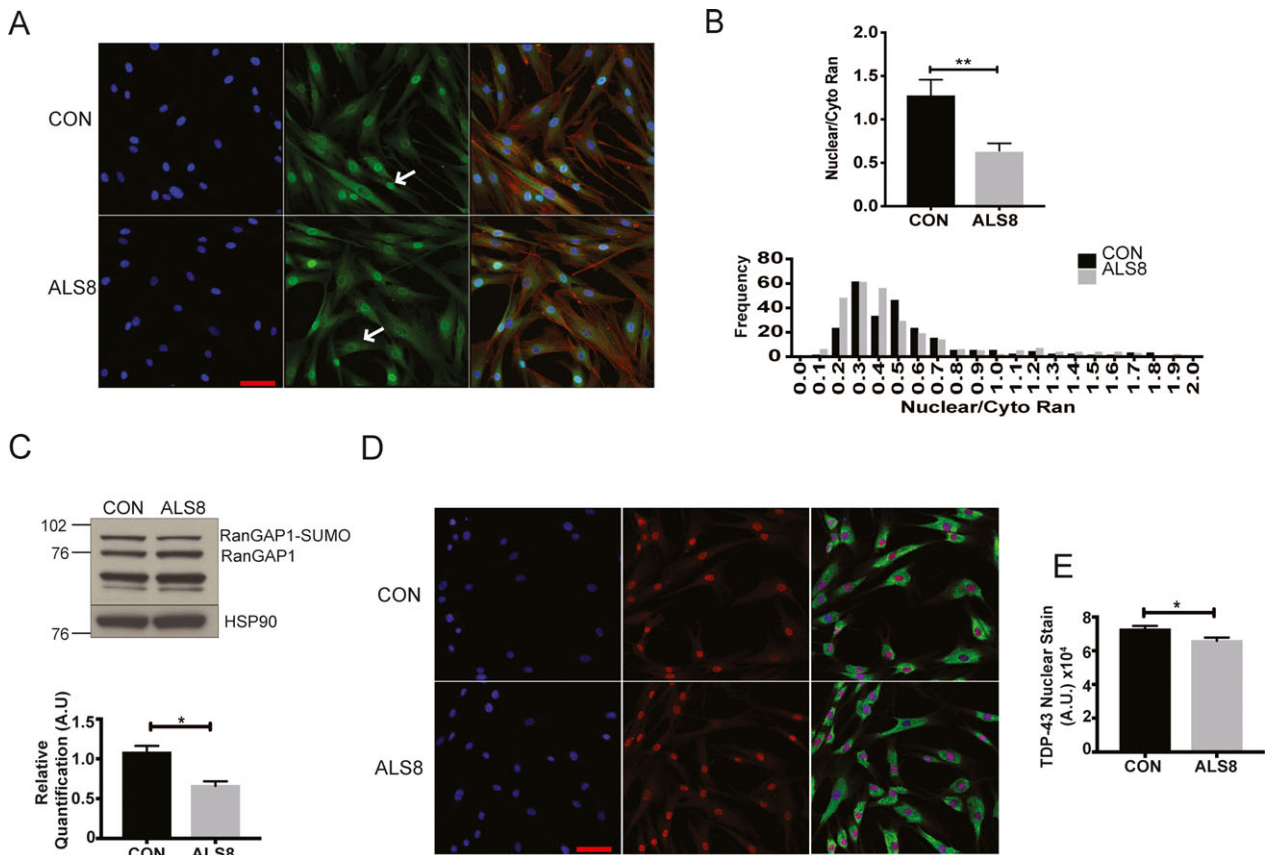 A
CON
ALS8
B
Nuclear/Cyto Ran
2.0
1.5
1.0
0.5
0.0
**
CON ALS8
CON
ALS8
Frequency
80
60
40
20
0
0.0 0.1 0.2 0.3 0.4 0.5 0.6 0.7 0.8 0.9 1.0 1.1 1.2 1.3 1.4 1.5 1.6 1.7 1.8 1.9 2.0
Nuclear/Cyto Ran
C
CON ALS8
102
RanGAP1-SUMO
76
RanGAP1
HSP90
76
Relative
Quantification (A.U)
1.5
1.0
0.5
0
*
CON ALS8
D
CON
ALS8
E
TDP-43 Nuclear Stain
(A.U.) x10⁴
8
6
4
2
0
*
CON ALS8